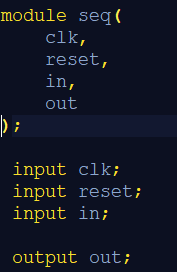 module seq(
clk,
reset,
in,
out
);
input clk;
input reset;
input in;
output out;